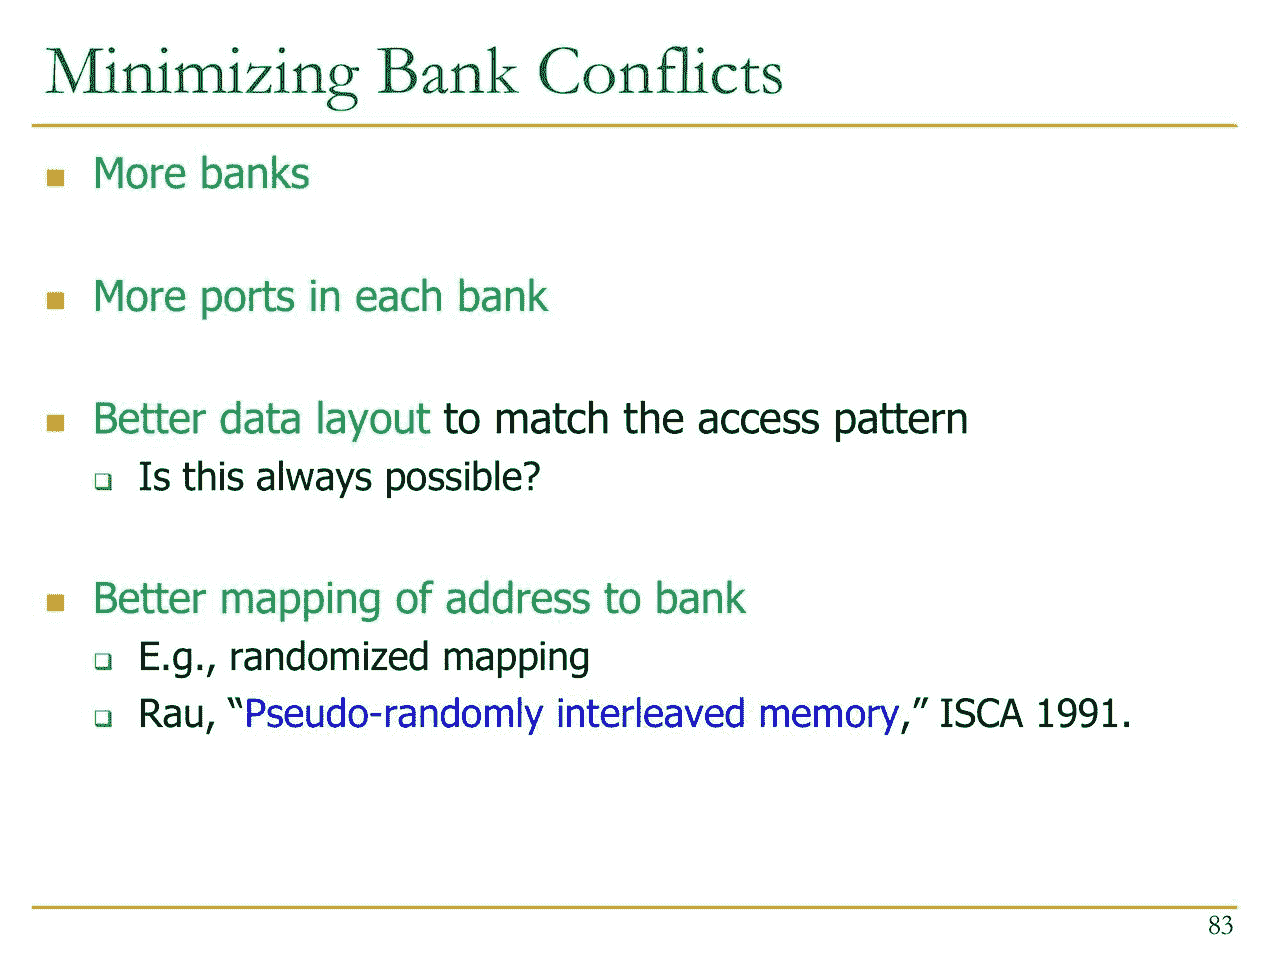 Minimizing Bank Conflicts
More banks
More ports in each bank
Better data layout to match the access pattern
Is this always possible?
Better mapping of address to bank
E.g., randomized mapping
Rau, “Pseudo-randomly interleaved memory,” ISCA 1991.
83